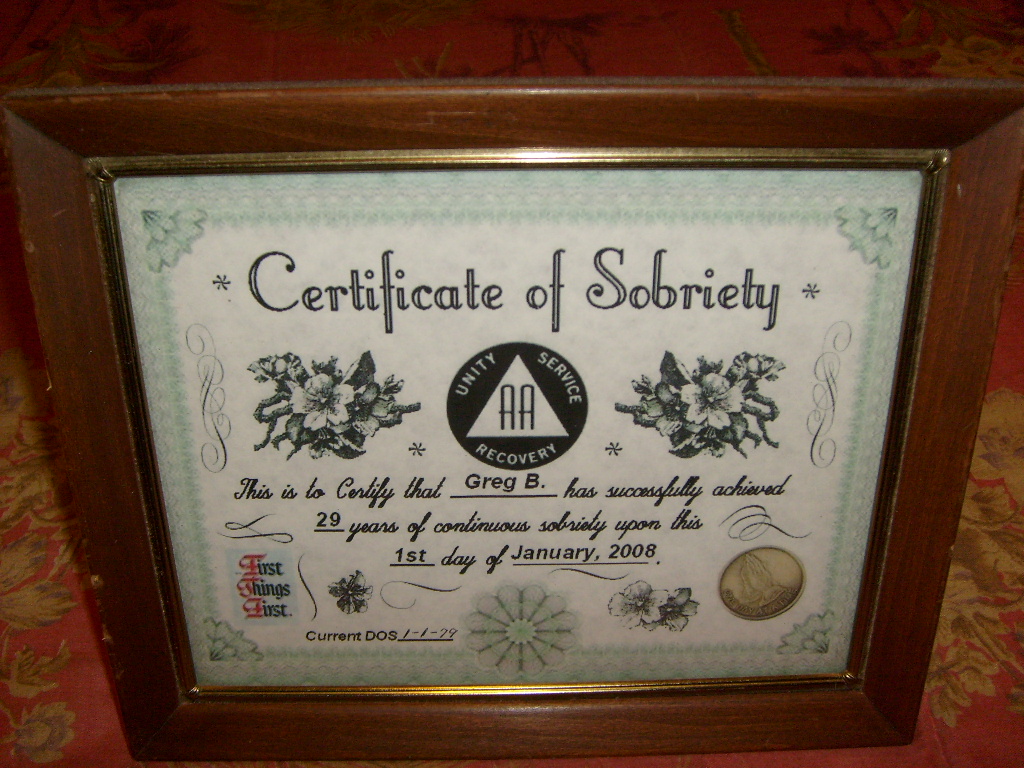 * Certificate of Sobriety *
UNITY SERVICE
AA
RECOVERY
* *
This is to Certify that Greg B. has successfully achieved
29 years of continuous sobriety upon this
1st day of January, 2008.
First
Things
First.
Current DOS 1-1-79